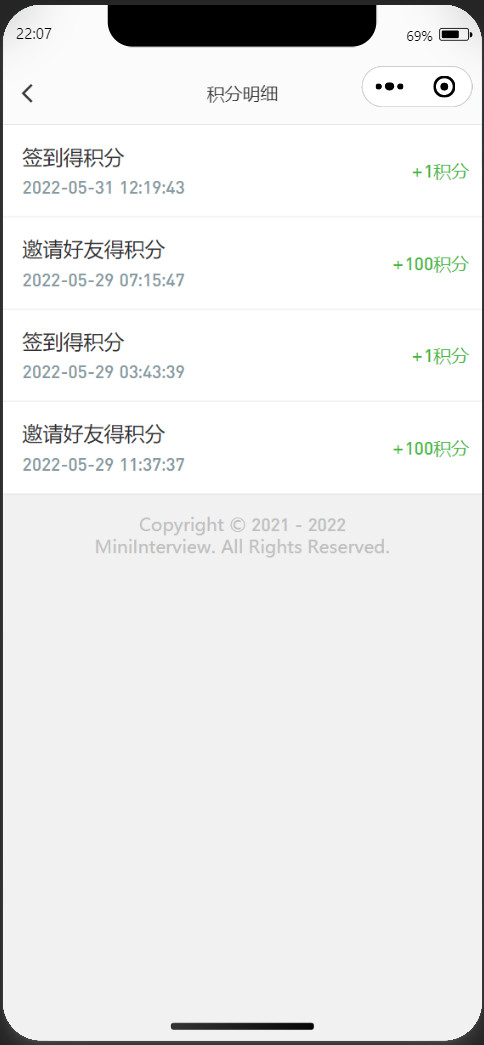 22:07
69%
积分明细
签到得积分
2022-05-31 12:19:43
+1积分
邀请好友得积分
2022-05-29 07:15:47
+100积分
签到得积分
2022-05-29 03:43:39
+1积分
邀请好友得积分
2022-05-29 11:37:37
+100积分
Copyright © 2021 - 2022
MiniInterview. All Rights Reserved.